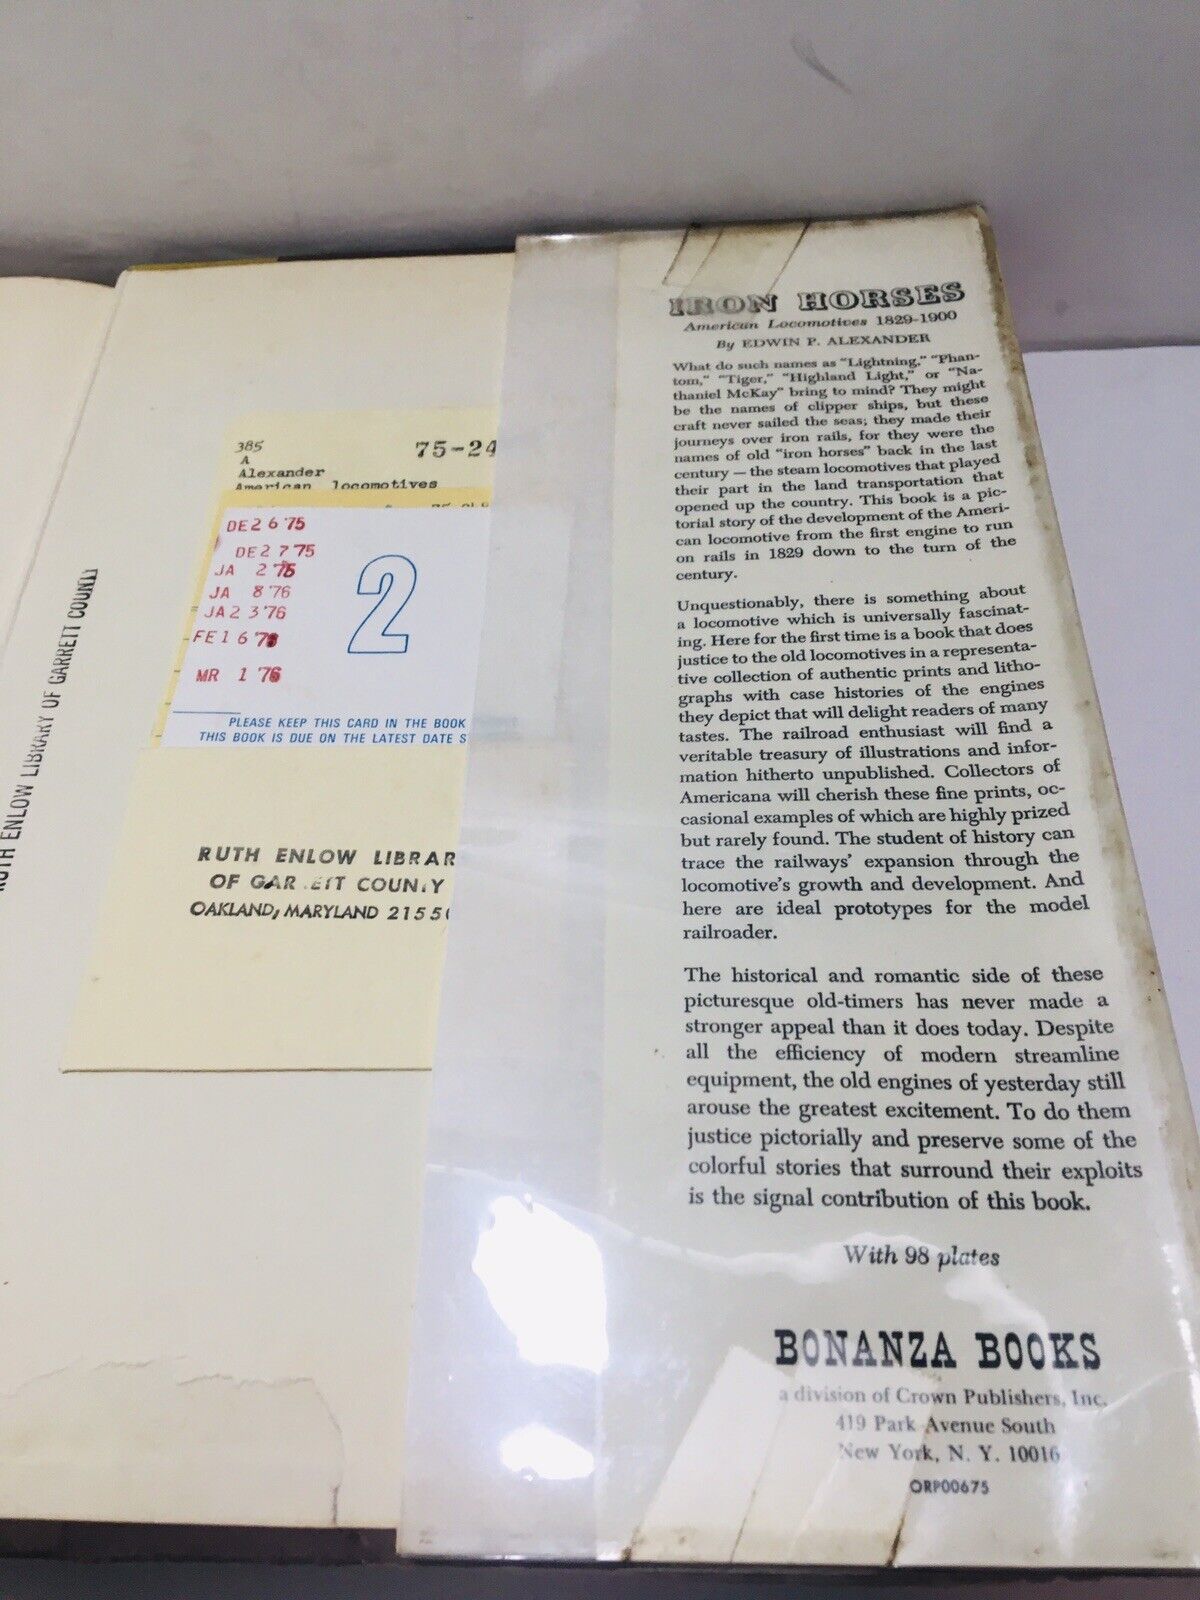 RUTH ENLOW LIBRARY OF GARRETT COUNTY
385
A
Alexander
American locomotives
75-24
DE 2 6 '75
DE 2 7 '75
JA 2 '76
JA 8 '76
JA 2 3 '76
FE 1 6 '76
MR 1 '76
2
PLEASE KEEP THIS CARD IN THE BOOK
THIS BOOK IS DUE ON THE LATEST DATE S
RUTH ENLOW LIBRAR
OF GARRETT COUNTY
OAKLAND, MARYLAND 2155
IRON HORSES
American Locomotives 1829-1900
By EDWIN P. ALEXANDER
What do such names as "Lightning," "Phan-
tom," "Tiger," "Highland Light," or "Na-
thaniel McKay" bring to mind? They might
be the names of clipper ships, but these
craft never sailed the seas; they made their
journeys over iron rails, for they were the
names of old "iron horses" back in the last
century — the steam locomotives that played
their part in the land transportation that
opened up the country. This book is a pic-
torial story of the development of the Ameri-
can locomotive from the first engine to run
on rails in 1829 down to the turn of the
century.
Unquestionably, there is something about
a locomotive which is universally fascinat-
ing. Here for the first time is a book that does
justice to the old locomotives in a representa-
tive collection of authentic prints and litho-
graphs with case histories of the engines
they depict that will delight readers of many
tastes. The railroad enthusiast will find a
veritable treasury of illustrations and infor-
mation hitherto unpublished. Collectors of
Americana will cherish these fine prints, oc-
casional examples of which are highly prized
but rarely found. The student of history can
trace the railways' expansion through the
locomotive's growth and development. And
here are ideal prototypes for the model
railroader.
The historical and romantic side of these
picturesque old-timers has never made a
stronger appeal than it does today. Despite
all the efficiency of modern streamline
equipment, the old engines of yesterday still
arouse the greatest excitement. To do them
justice pictorially and preserve some of the
colorful stories that surround their exploits
is the signal contribution of this book.
With 98 plates
BONANZA BOOKS
a division of Crown Publishers, Inc.
419 Park Avenue South
New York, N. Y. 10016
ORP00675